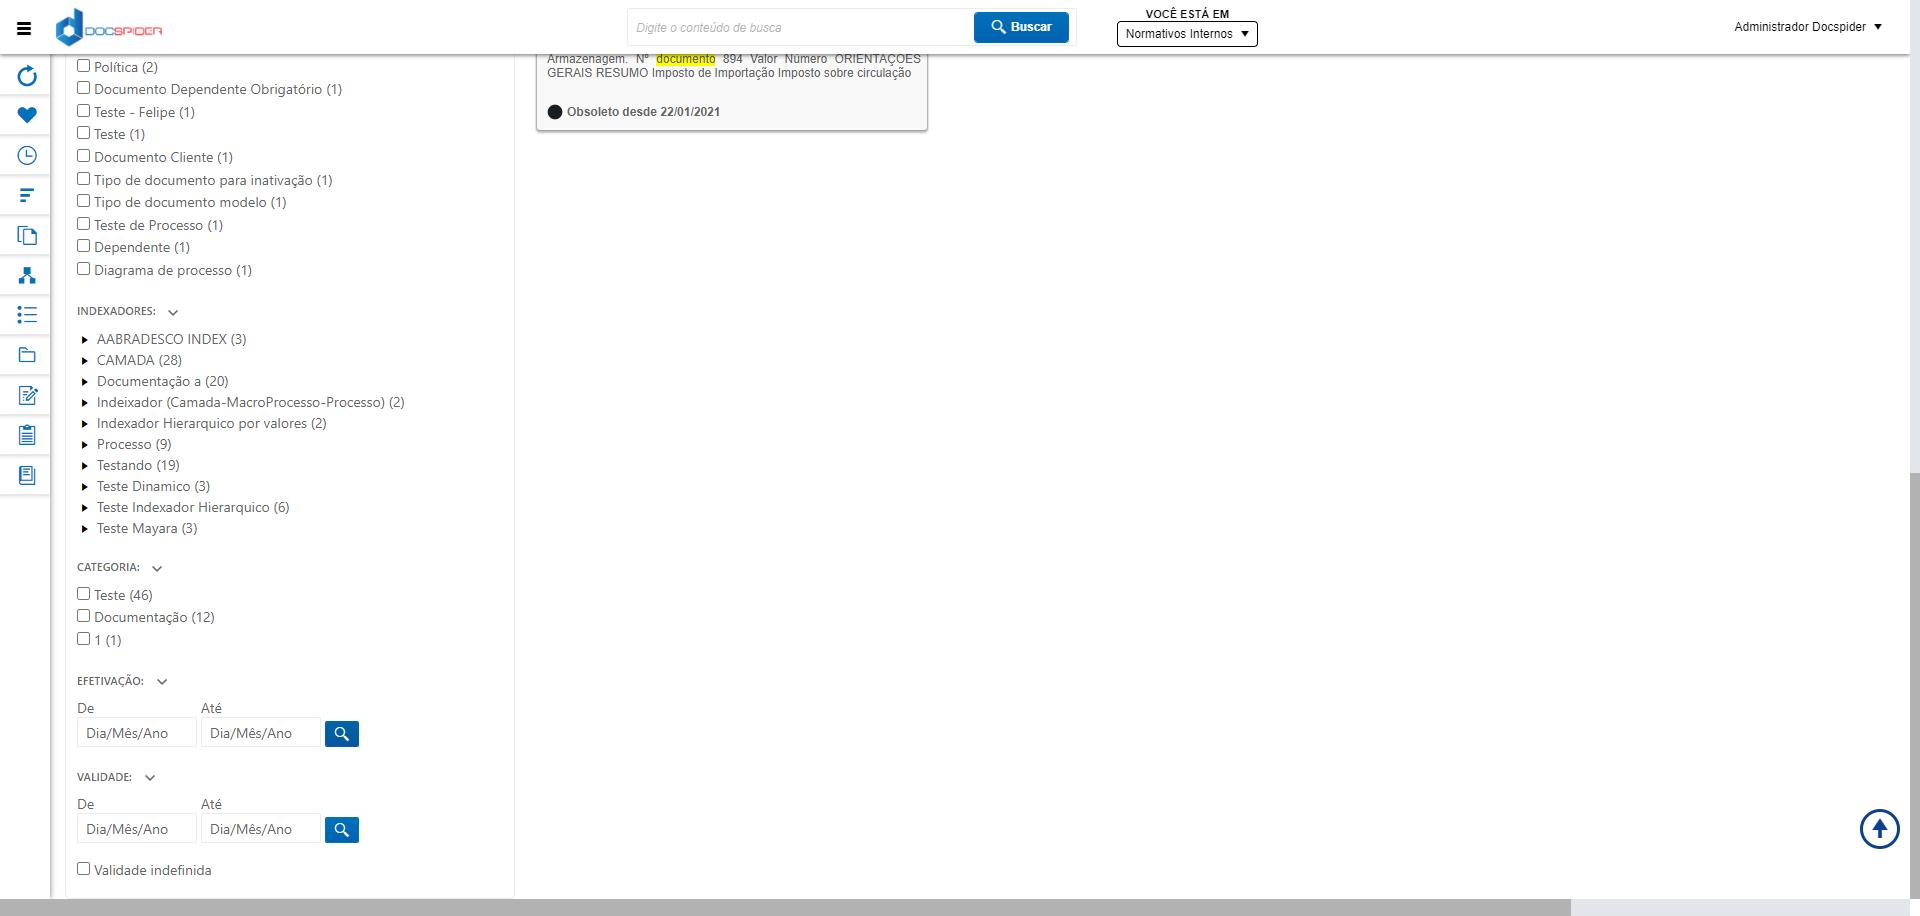 DOCSPIDER
Digite o conteúdo de busca
Buscar
VOCÊ ESTÁ EM
Normativos Internos
Administrador Docspider
Política (2)
Documento Dependente Obrigatório (1)
Teste - Felipe (1)
Teste (1)
Documento Cliente (1)
Tipo de documento para inativação (1)
Tipo de documento modelo (1)
Teste de Processo (1)
Dependente (1)
Diagrama de processo (1)
INDEXADORES:
AABRADESCO INDEX (3)
CAMADA (28)
Documentação a (20)
Indeixador (Camada-MacroProcesso-Processo) (2)
Indexador Hierarquico por valores (2)
Processo (9)
Testando (19)
Teste Dinamico (3)
Teste Indexador Hierarquico (6)
Teste Mayara (3)
CATEGORIA:
Teste (46)
Documentação (12)
1 (1)
EFETIVAÇÃO:
De Até
Dia/Mês/Ano Dia/Mês/Ano
VALIDADE:
De Até
Dia/Mês/Ano Dia/Mês/Ano
Validade indefinida
Armazenagem. Nº documento 894 Valor Número ORIENTAÇÕES
GERAIS RESUMO Imposto de Importação Imposto sobre circulação
Obsoleto desde 22/01/2021